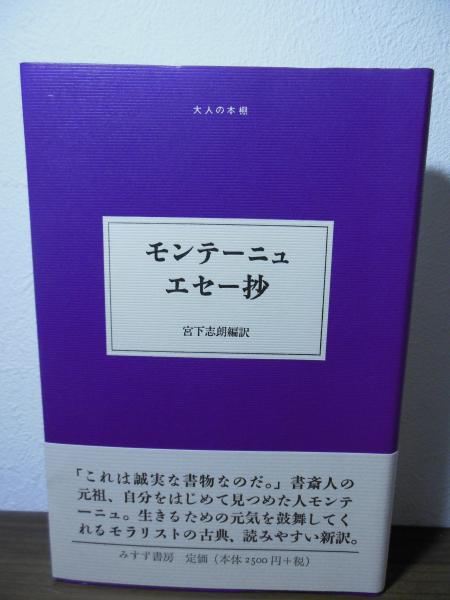 大人の本棚
モンテーニュ
エセー抄
宮下志朗編訳
「これは誠実な書物なのだ。」書斎人の
元祖、自分をはじめて見つめた人モンテ
ーニュ。生きるための元気を鼓舞してく
れるモラリストの古典、読みやすい新訳。
みすず書房 定価(本体2500円+税)